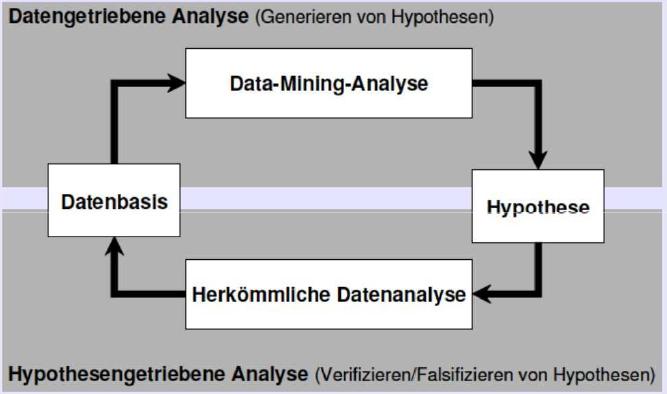 Datengetriebene Analyse (Generieren von Hypothesen)
Data-Mining-Analyse
Datenbasis
Hypothese
Herkömmliche Datenanalyse
Hypothesengetriebene Analyse (Verifizieren/Falsifizieren von Hypothesen)